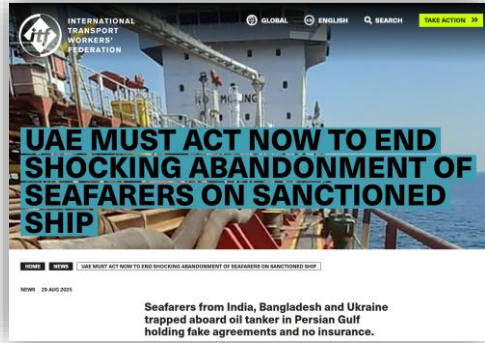 INTERNATIONAL
TRANSPORT
WORKERS'
FEDERATION
itf
GLOBAL
ENGLISH
SEARCH
TAKE ACTION
NO SMOKING
UAE MUST ACT NOW TO END
SHOCKING ABANDONMENT OF
SEAFARERS ON SANCTIONED
SHIP
HOME
NEWS
UAE MUST ACT NOW TO END SHOCKING ABANDONMENT OF SEAFARERS ON SANCTIONED SHIP
NEWS 29 AUG 2025
Seafarers from India, Bangladesh and Ukraine
trapped aboard oil tanker in Persian Gulf
holding fake agreements and no insurance.